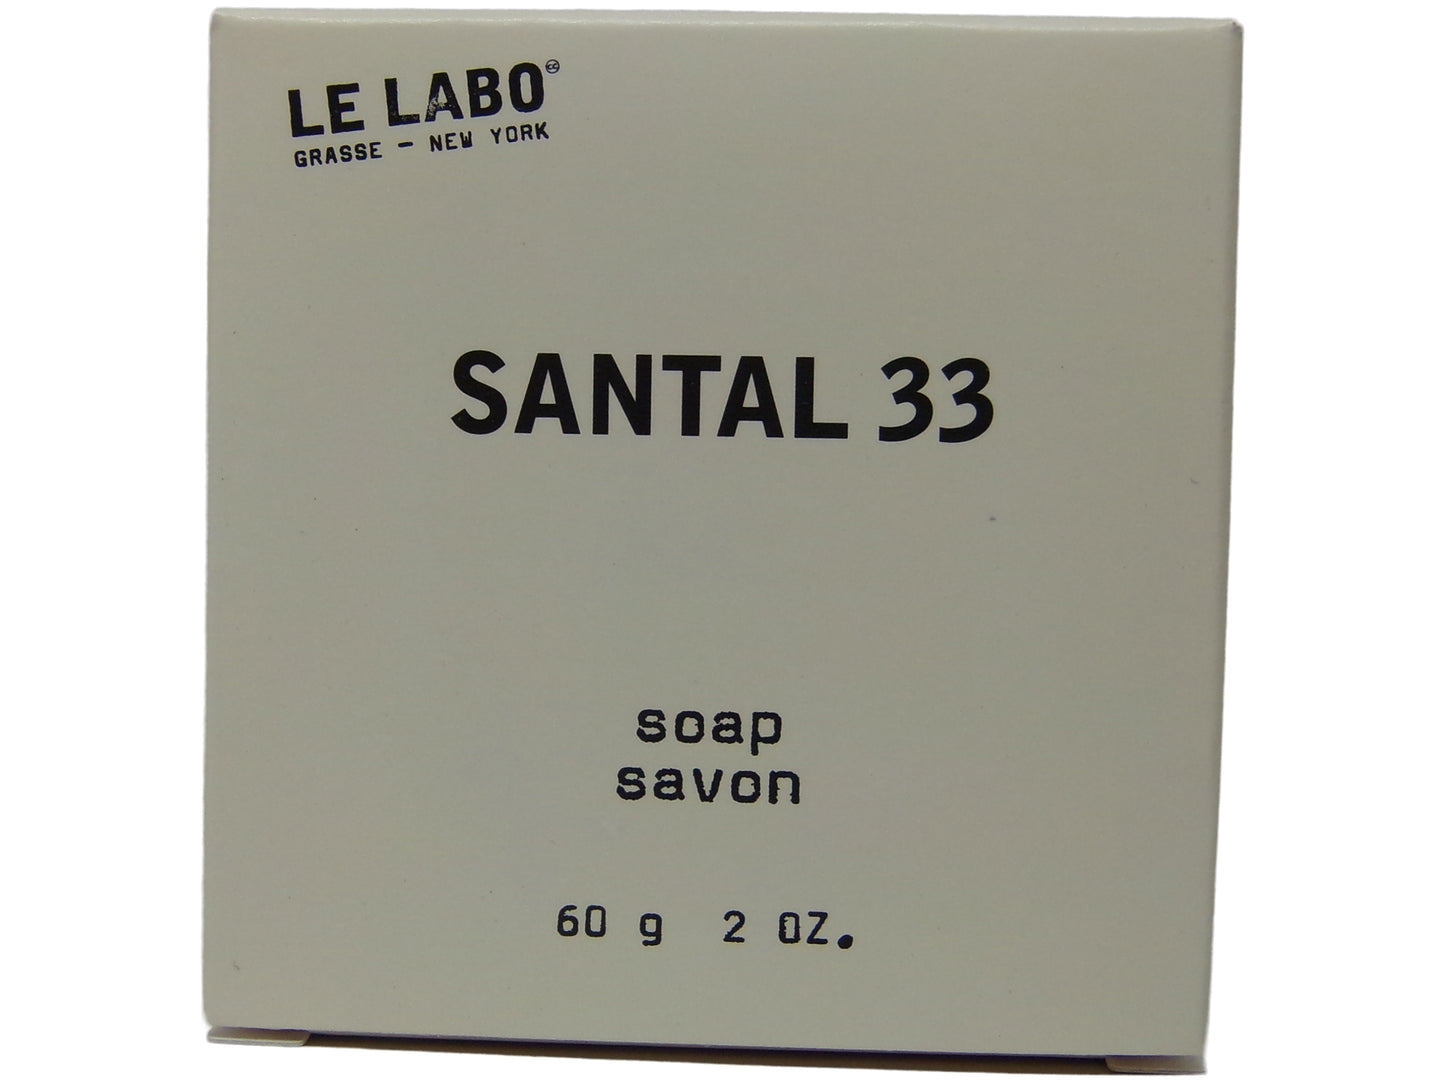 LE LABO
GRASSE - NEW YORK
SANTAL 33
soap
savon
60 g 2 OZ.